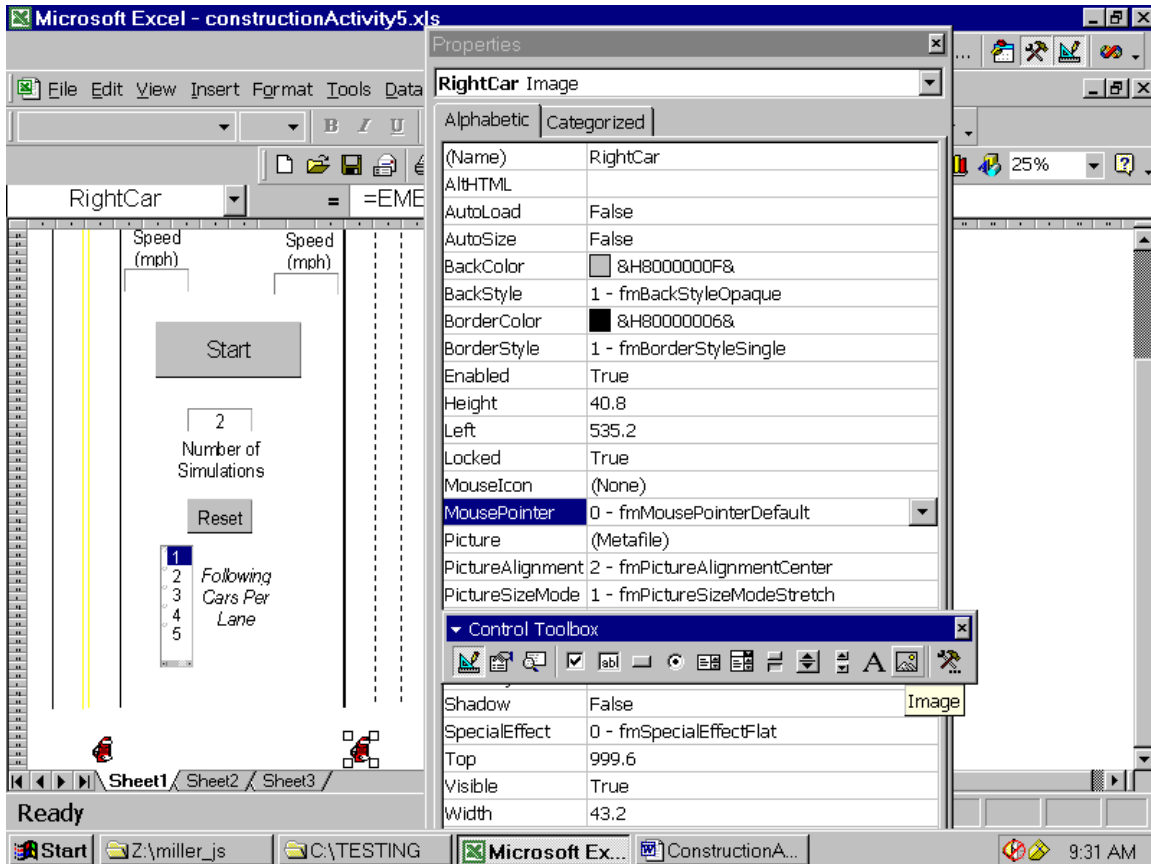 Microsoft Excel - constructionActivity5.xls
Properties
...
File Edit View Insert Format Tools Data
RightCar Image
B I U
Alphabetic Categorized
25%
RightCar
=
=EME
(Name) RightCar
AltHTML
AutoLoad False
AutoSize False
BackColor &H8000000F&
BackStyle 1 - fmBackStyleOpaque
BorderColor &H80000006&
BorderStyle 1 - fmBorderStyleSingle
Enabled True
Height 40.8
Left 535.2
Locked True
MouseIcon (None)
MousePointer 0 - fmMousePointerDefault
Picture (Metafile)
PictureAlignment 2 - fmPictureAlignmentCenter
PictureSizeMode 1 - fmPictureSizeModeStretch
Control Toolbox
abl A
Image
Shadow False
SpecialEffect 0 - fmSpecialEffectFlat
Top 999.6
Visible True
Width 43.2
Speed
(mph)
Speed
(mph)
Start
2
Number of
Simulations
Reset
1
2
3
4
5
Following
Cars Per
Lane
Sheet1 Sheet2 Sheet3
Ready
Start Z:\miller_js C:\TESTING Microsoft Ex... ConstructionA... 9:31 AM